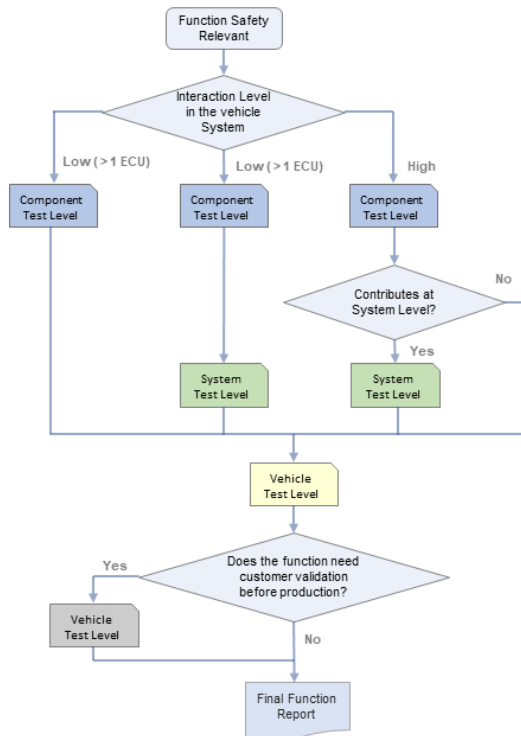 Function Safety
Relevant
Interaction Level
in the vehicle
System
Low (>1 ECU)
Low (>1 ECU)
High
Component
Test Level
Component
Test Level
Component
Test Level
Contributes at
System Level?
No
Yes
System
Test Level
System
Test Level
Vehicle
Test Level
Does the function need
customer validation
before production?
Yes
Vehicle
Test Level
No
Final Function
Report